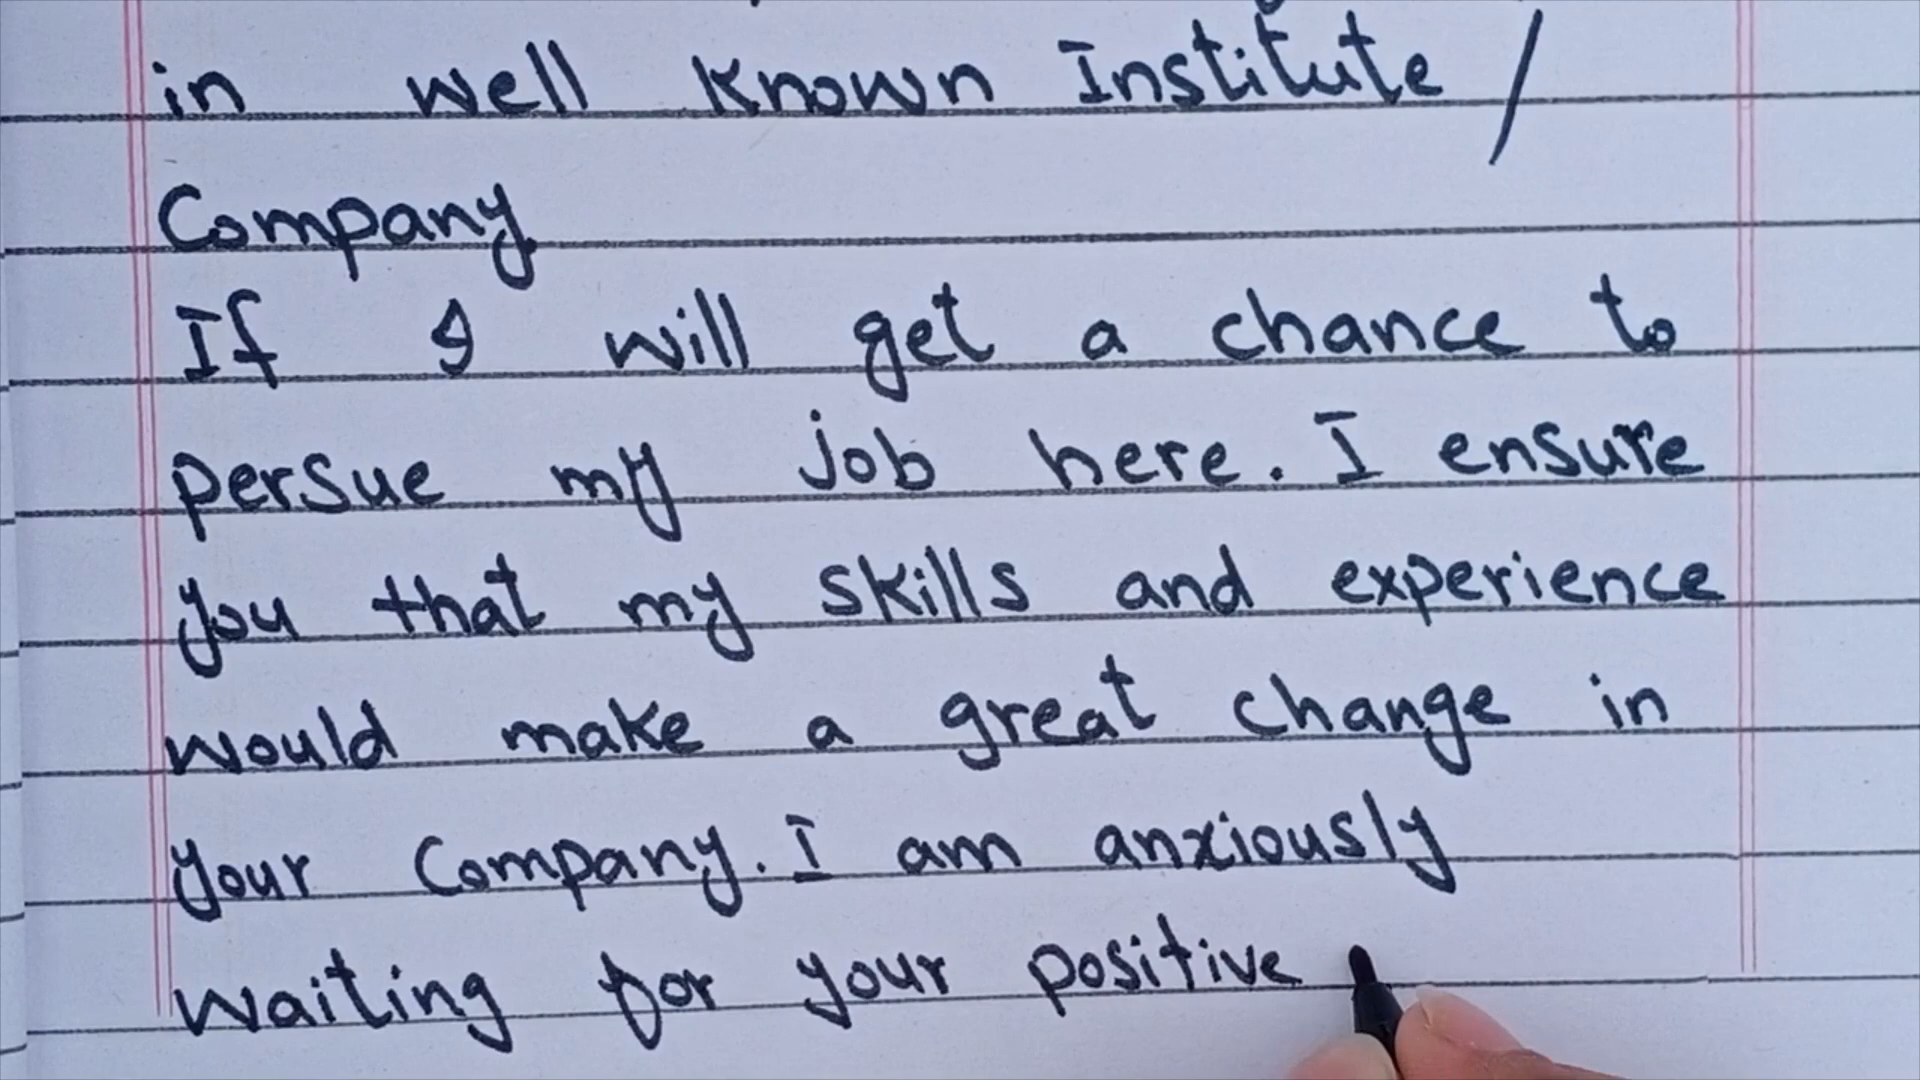 in well Known Institute /
Company.
If I will get a chance to
persue my job here. I ensure
you that my skills and experience
would make a great change in
your Company. I am anxiously
waiting for your positive